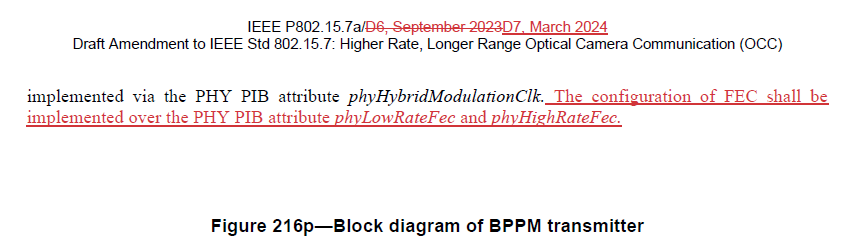 IEEE P802.15.7a/D6, September 2023D7, March 2024
Draft Amendment to IEEE Std 802.15.7: Higher Rate, Longer Range Optical Camera Communication (OCC)
implemented via the PHY PIB attribute phyHybridModulationClk. The configuration of FEC shall be
implemented over the PHY PIB attribute phyLowRateFec and phyHighRateFec.
Figure 216p—Block diagram of BPPM transmitter